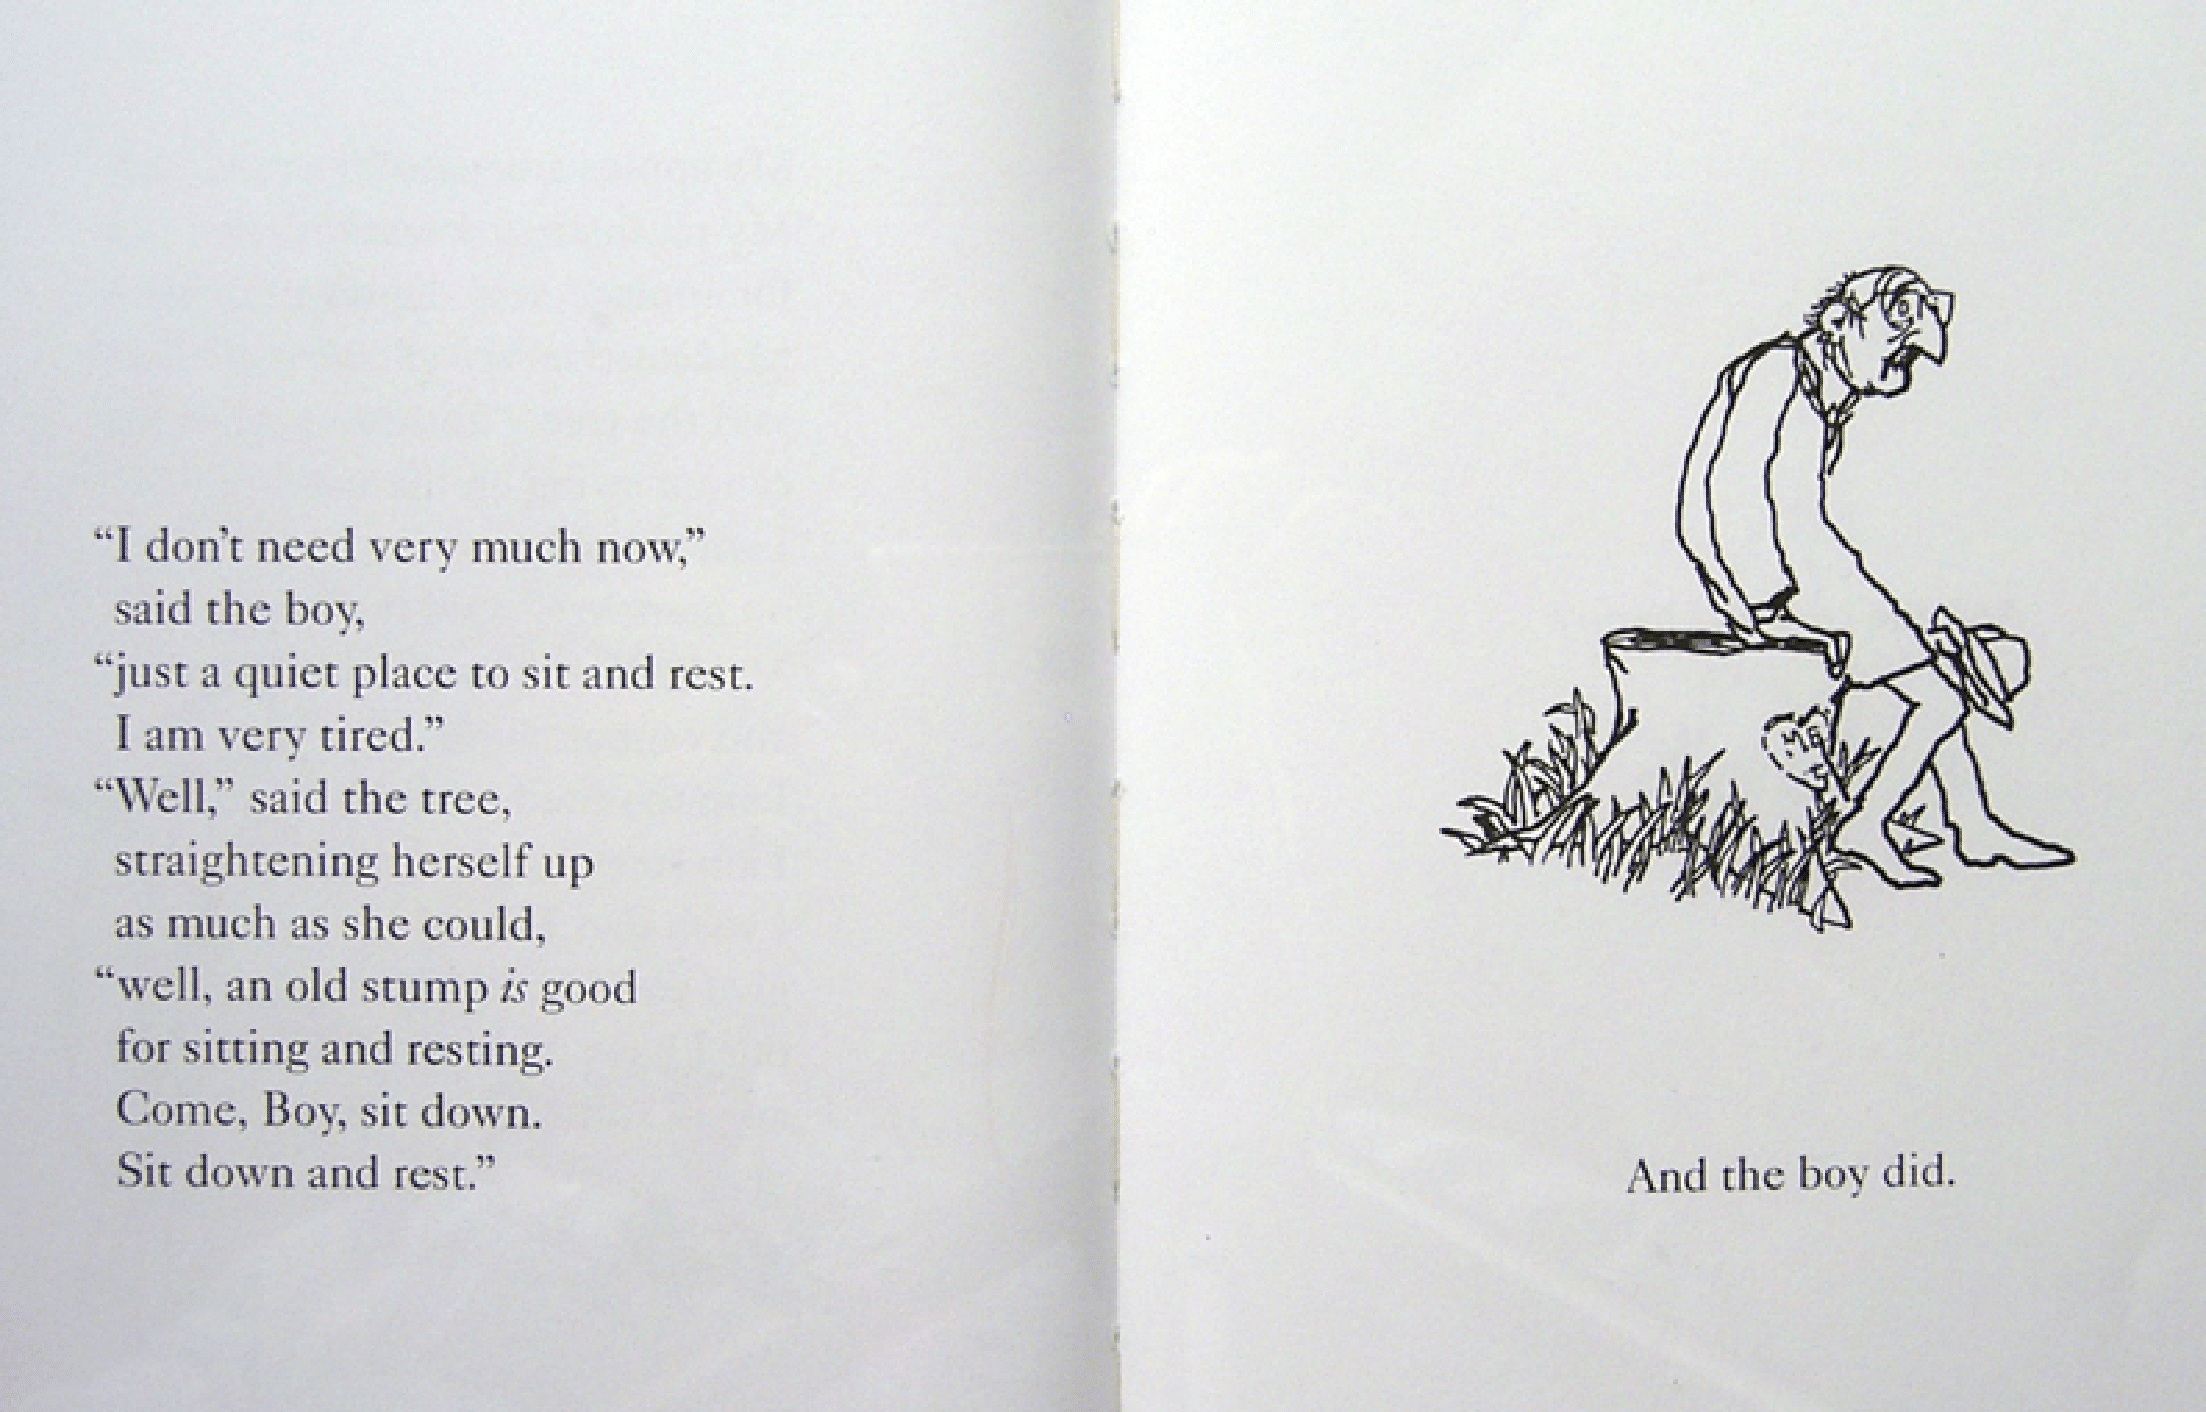 “I don’t need very much now,”
said the boy,
“just a quiet place to sit and rest.
I am very tired.”
“Well,” said the tree,
straightening herself up
as much as she could,
“well, an old stump is good
for sitting and resting.
Come, Boy, sit down.
Sit down and rest.”
And the boy did.